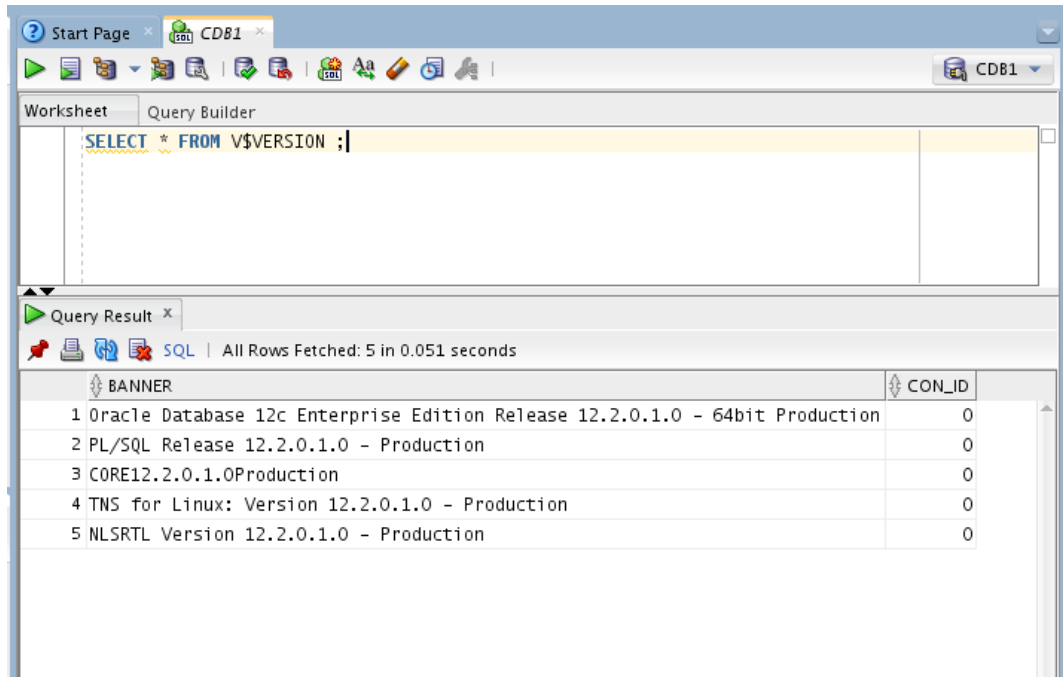 Start Page CDB1
CDB1
Worksheet Query Builder
SELECT * FROM V$VERSION ;
Query Result
SQL | All Rows Fetched: 5 in 0.051 seconds
BANNER CON_ID
1 Oracle Database 12c Enterprise Edition Release 12.2.0.1.0 - 64bit Production 0
2 PL/SQL Release 12.2.0.1.0 - Production 0
3 CORE12.2.0.1.0Production 0
4 TNS for Linux: Version 12.2.0.1.0 - Production 0
5 NLSRTL Version 12.2.0.1.0 - Production 0